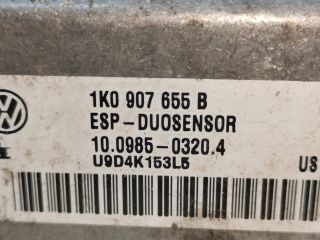 1K0 907 655 B
ESP-DUOSENSOR
10.0985-0320.4
U9D4K153L5 US